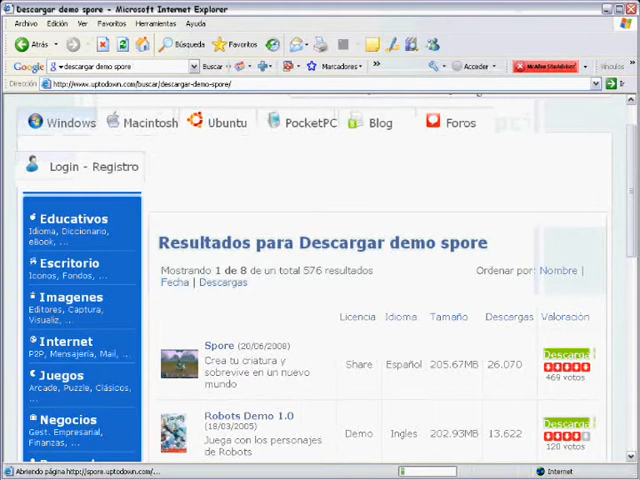 Descargar demo spore - Microsoft Internet Explorer
Archivo Edición Ver Favoritos Herramientas Ayuda
Atrás Búsqueda Favoritos
Google descargar demo spore Marcadores Acceder McAfee SiteAdvisor Vínculos
Dirección http://www.uptodown.com/buscar/descargar-demo-spore/ Ir
Windows Macintosh Ubuntu PocketPC Blog Foros
Login - Registro
Educativos
Idioma, Diccionario,
eBook, ...
Escritorio
Iconos, Fondos, ...
Imagenes
Editores, Captura,
Visualiz, ...
Internet
P2P, Mensajería, Mail, ...
Juegos
Arcade, Puzzle, Clásicos,
...
Negocios
Gest. Empresarial,
Finanzas, ...
Resultados para Descargar demo spore
Mostrando 1 de 8 de un total 576 resultados
Ordenar por: Nombre |
Fecha | Descargas
Licencia Idioma Tamaño Descargas Valoración
Spore (20/06/2008)
Crea tu criatura y
sobrevive en un nuevo
mundo
Share Español 205.67MB 26.070
Descarga
469 votos
Robots Demo 1.0
(18/03/2005)
Juega con los personajes
de Robots
Demo Ingles 202.93MB 13.622
Descarga
120 votos
Abriendo página http://spore.uptodown.com/... Internet